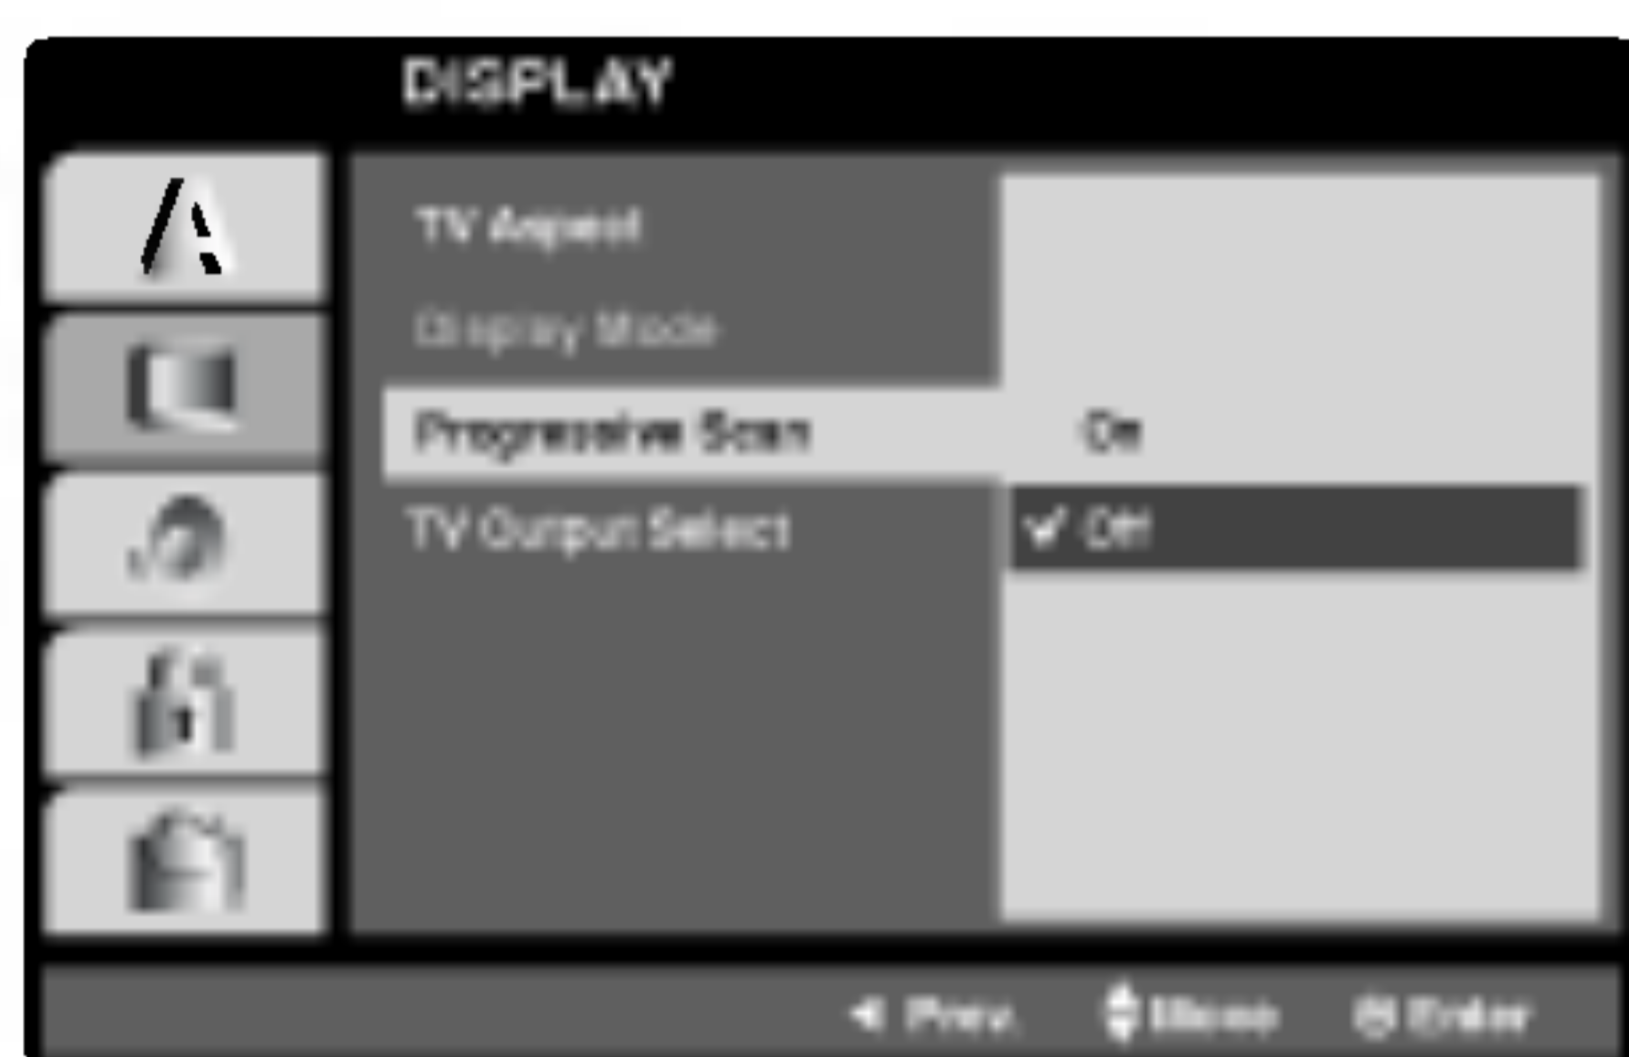 DISPLAY
TV Aspect
Display Mode
Progressive Scan
On
TV Output Select
Off
Prev. Move Enter